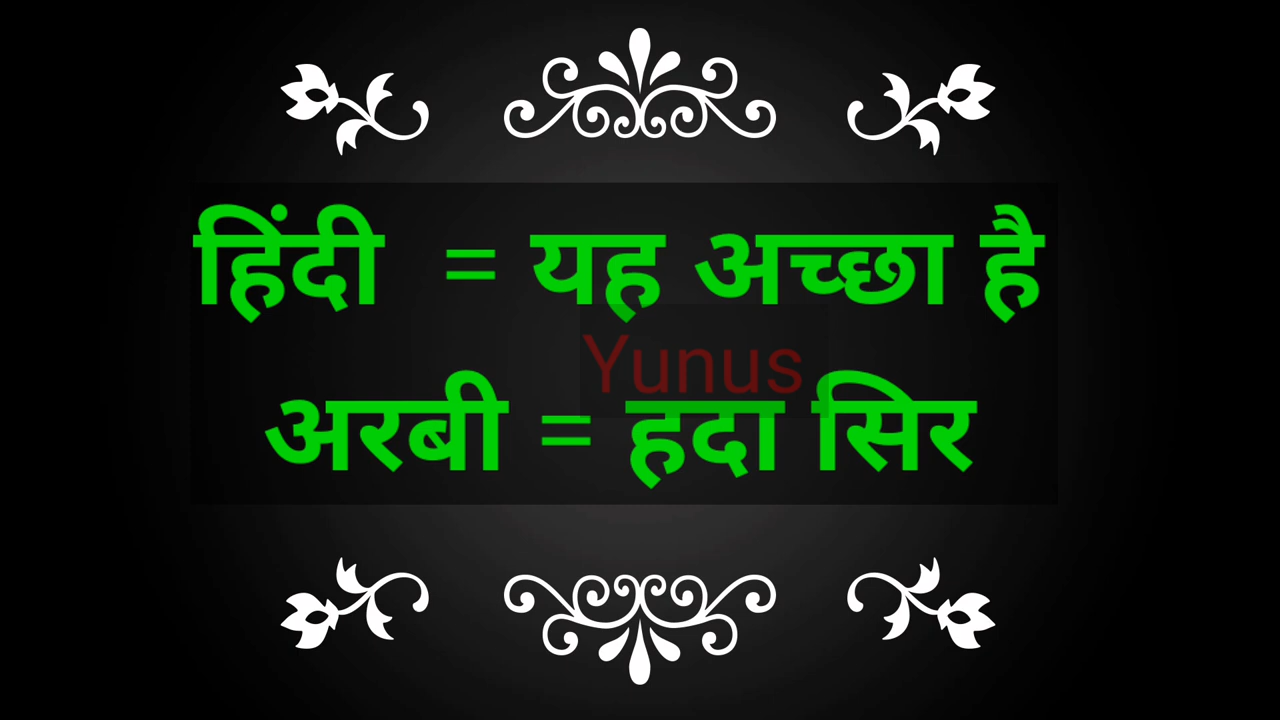 हिंदी = यह अच्छा है
Yunus
अरबी = हदा सिर